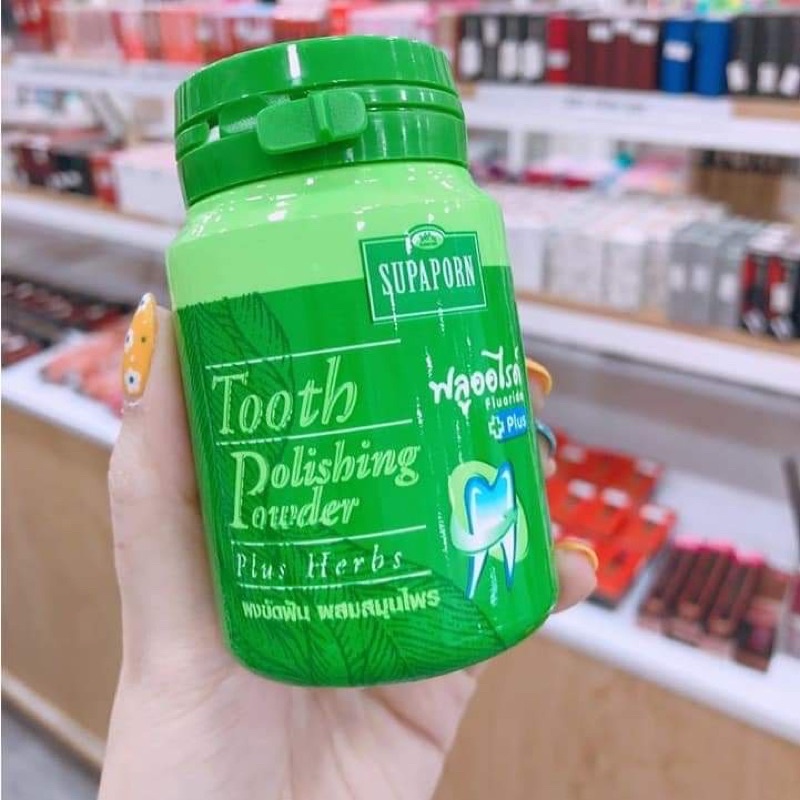 SUPAPORN
Tooth
Polishing
Powder
Plus Herbs
ผงขัดฟัน ผสมสมุนไพร
ฟลูออไรด์
Fluoride
Plus